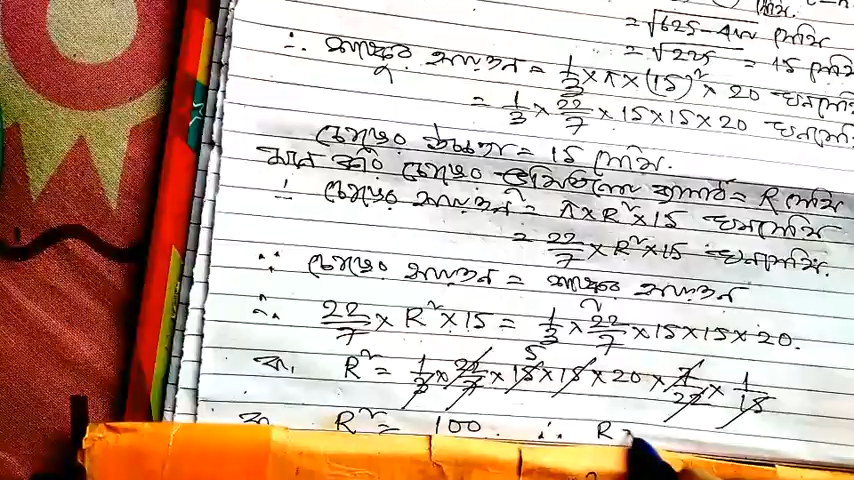 সেমি.
= √625-400 সেমি
= √225 = 15 সেমি
∴ শঙ্কুর আয়তন = 1/3 × π × (15)² × 20 ঘনসেমি
= 1/3 × 22/7 × 15 × 15 × 20 ঘনসেমি
চোঙের উচ্চতা = 15 সেমি.
মনে করি চোঙের ভূমিতলের ব্যাসার্ধ = R সেমি
∴ চোঙের আয়তন = π × R² × 15 ঘনসেমি
= 22/7 × R² × 15 ঘনসেমি.
∵ চোঙের আয়তন = শঙ্কুর আয়তন
∴ 22/7 × R² × 15 = 1/3 × 22/7 × 15 × 15 × 20.
বা, R² = 1/3 × 22/7 × 15 × 15 × 20 × 7/22 × 1/15
5
বা R² = 100 ∴ R =